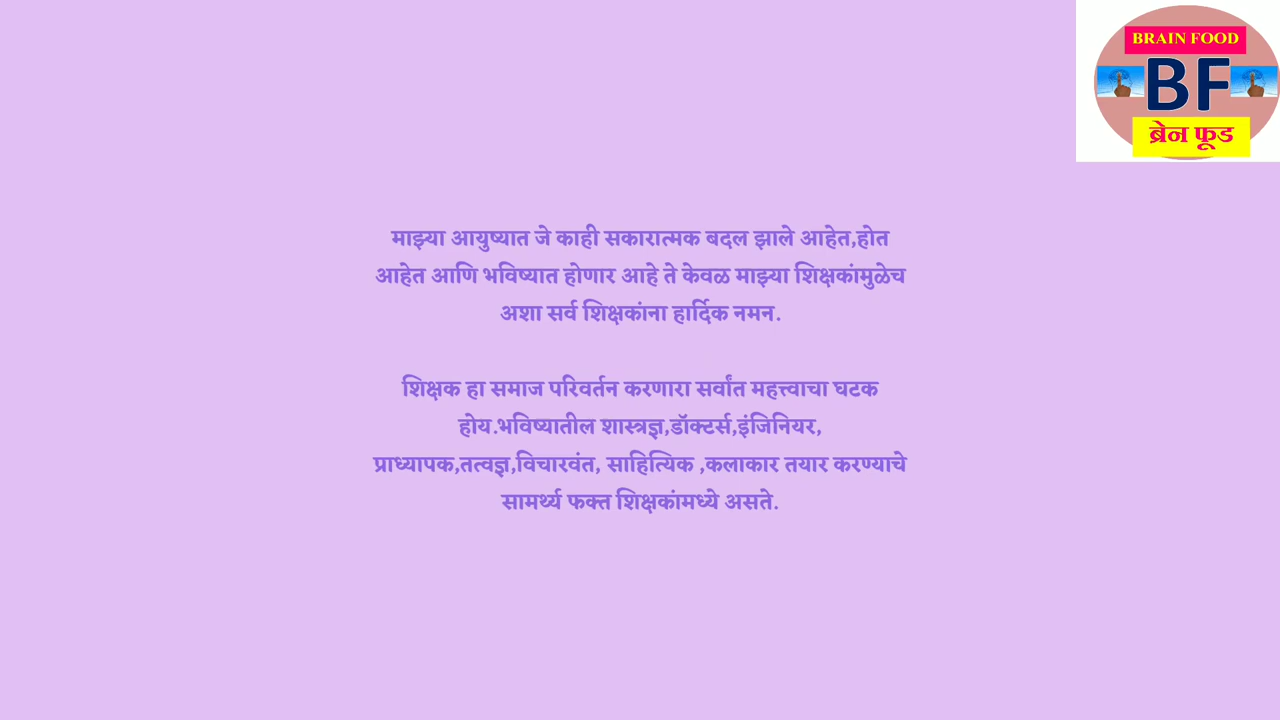 BRAIN FOOD
BF
ब्रेन फूड
माझ्या आयुष्यात जे काही सकारात्मक बदल झाले आहेत,होत
आहेत आणि भविष्यात होणार आहे ते केवळ माझ्या शिक्षकांमुळेच
अशा सर्व शिक्षकांना हार्दिक नमन.
शिक्षक हा समाज परिवर्तन करणारा सर्वांत महत्त्वाचा घटक
होय.भविष्यातील शास्त्रज्ञ,डॉक्टर्स,इंजिनियर,
प्राध्यापक,तत्वज्ञ,विचारवंत, साहित्यिक ,कलाकार तयार करण्याचे
सामर्थ्य फक्त शिक्षकांमध्ये असते.